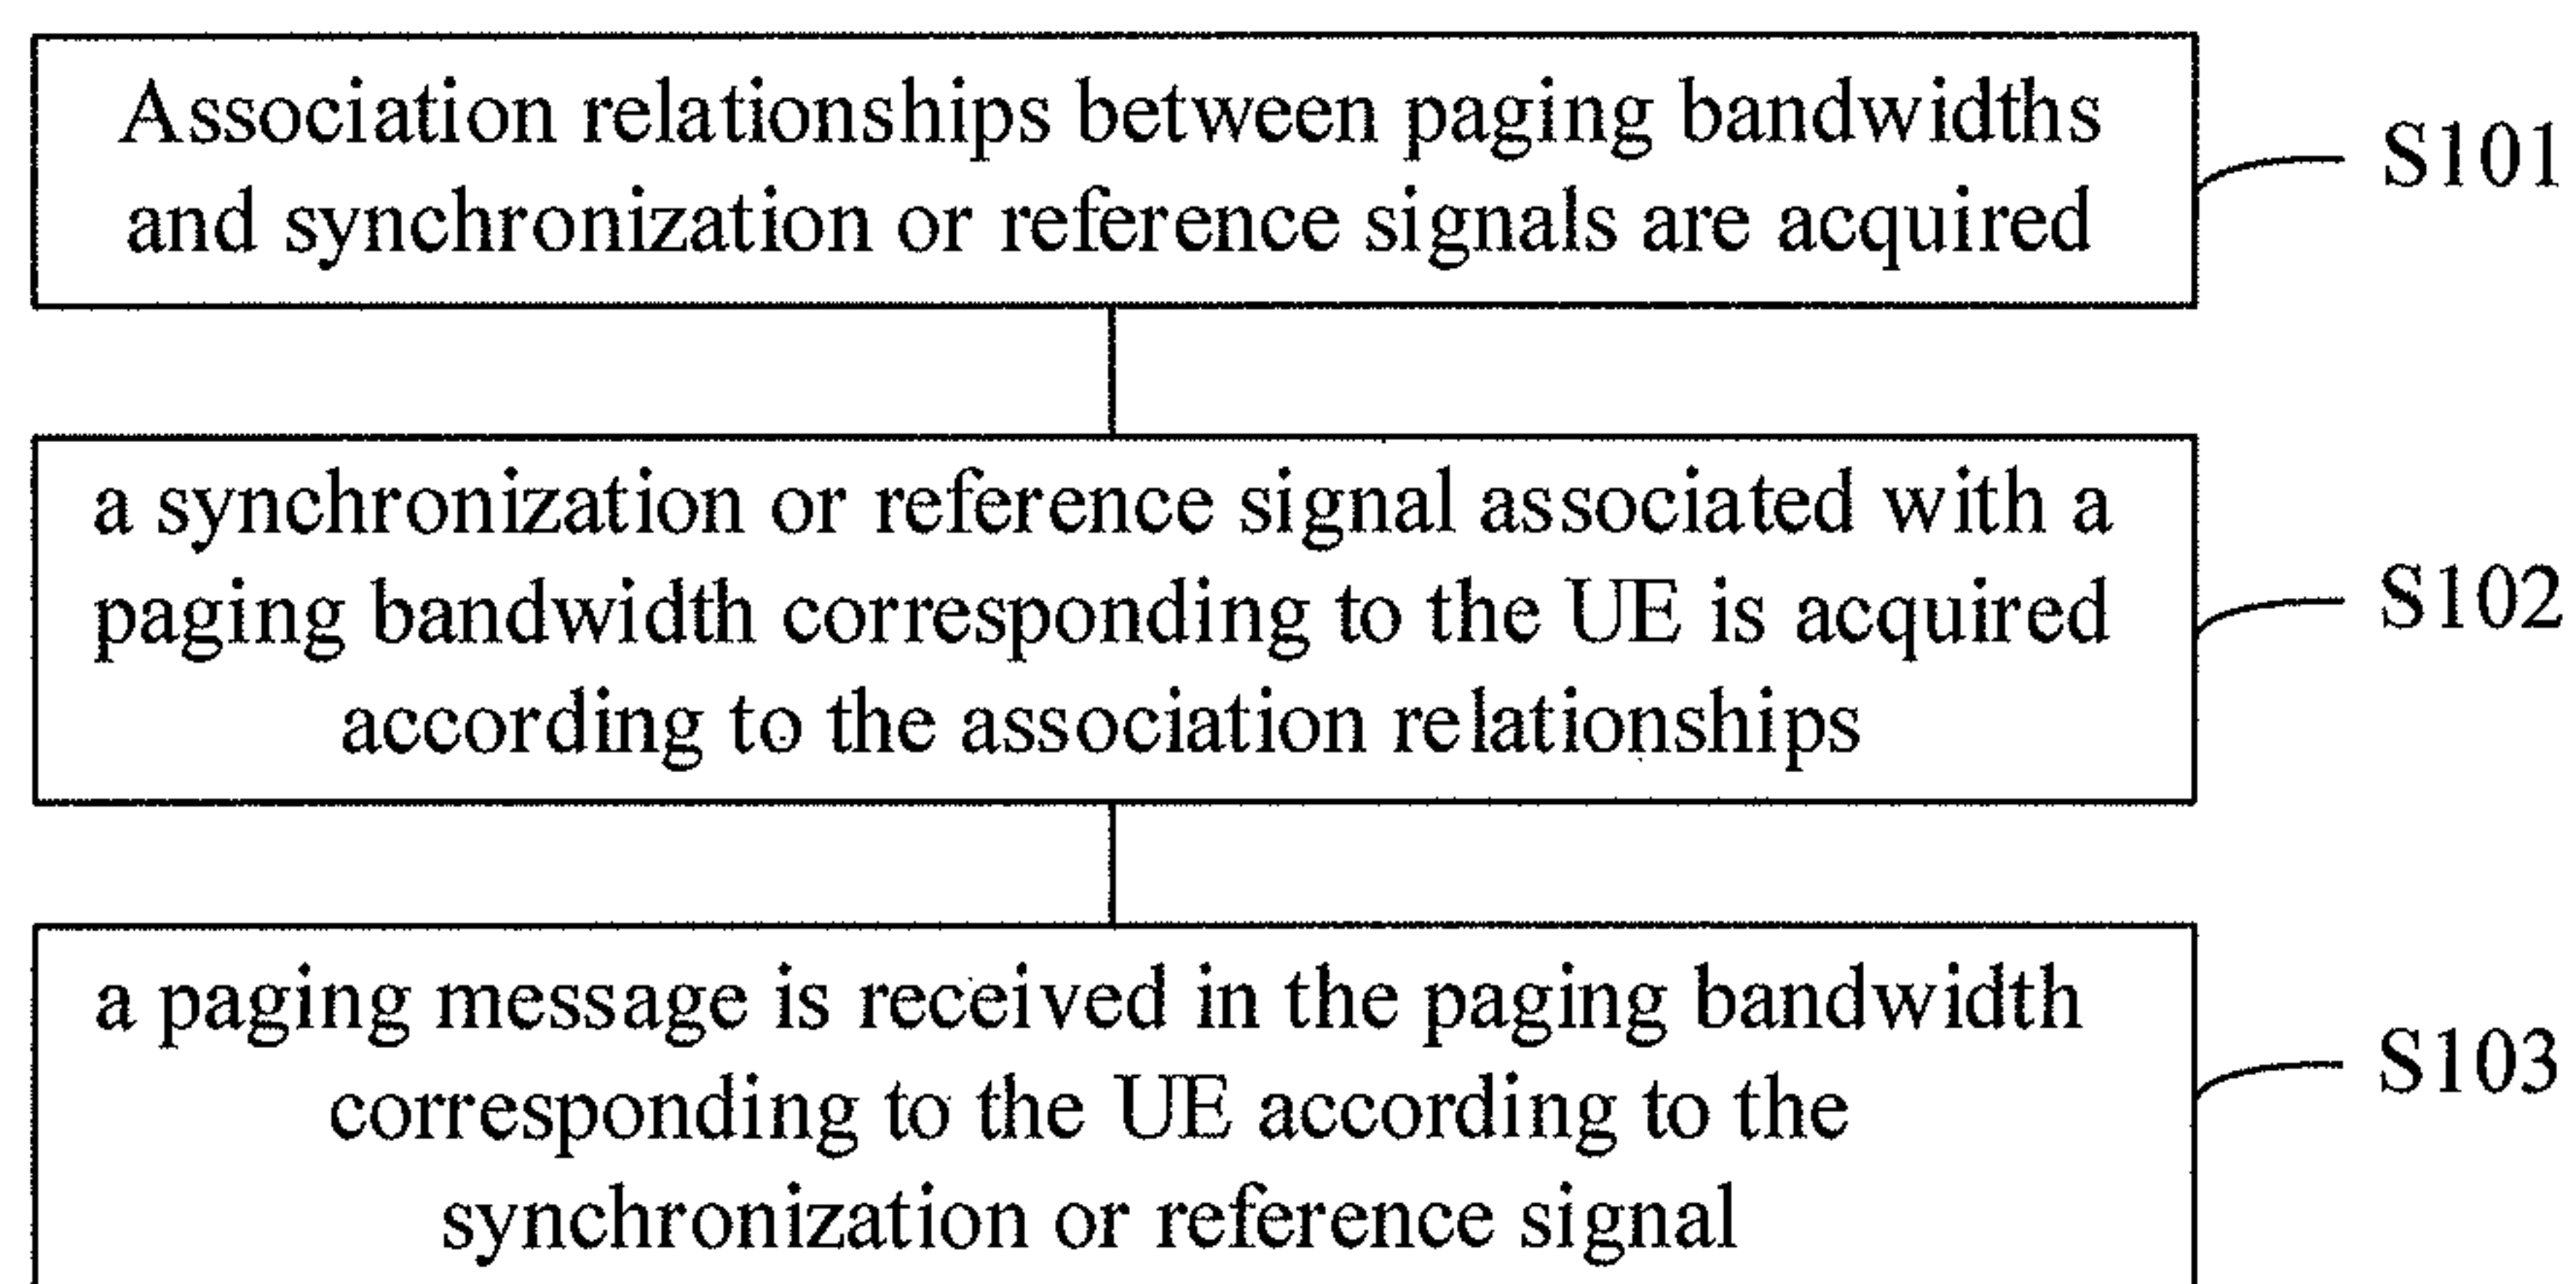 Association relationships between paging bandwidths
and synchronization or reference signals are acquired
S101
a synchronization or reference signal associated with a
paging bandwidth corresponding to the UE is acquired
according to the association relationships
S102
a paging message is received in the paging bandwidth
corresponding to the UE according to the
synchronization or reference signal
S103